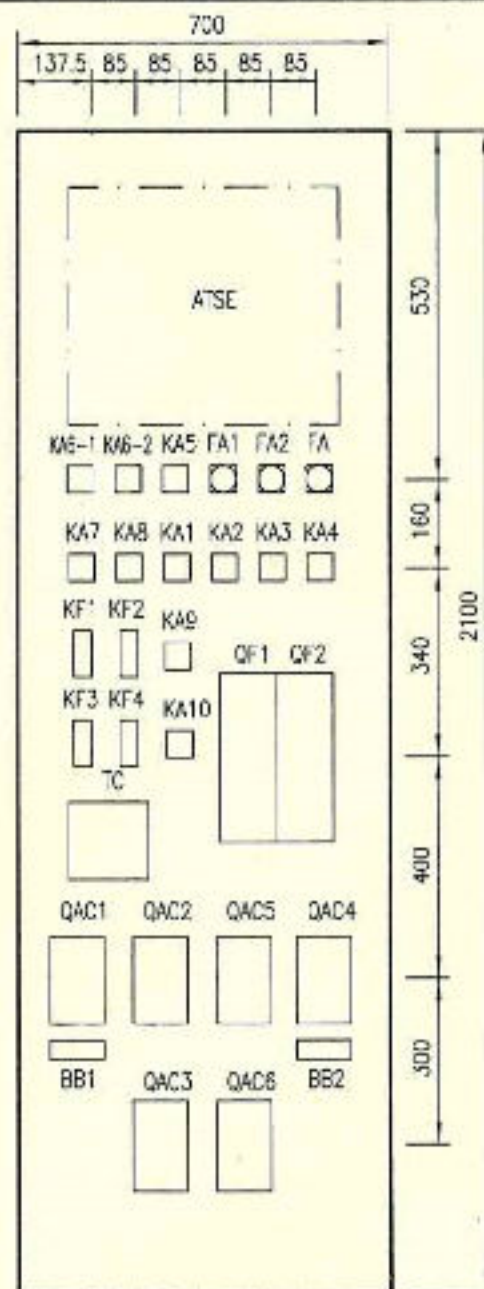 700
137.5 85 85 85 85 85
ATSE
530
KA6-1 KA6-2 KA5 FA1 FA2 FA
160
KA7 KA8 KA1 KA2 KA3 KA4
2100
KF1 KF2 KA9
340
QF1 QF2
KF3 KF4 KA10
TC
400
QAC1 QAC2 QAC5 QAC4
300
BB1 QAC3 QAC6 BB2